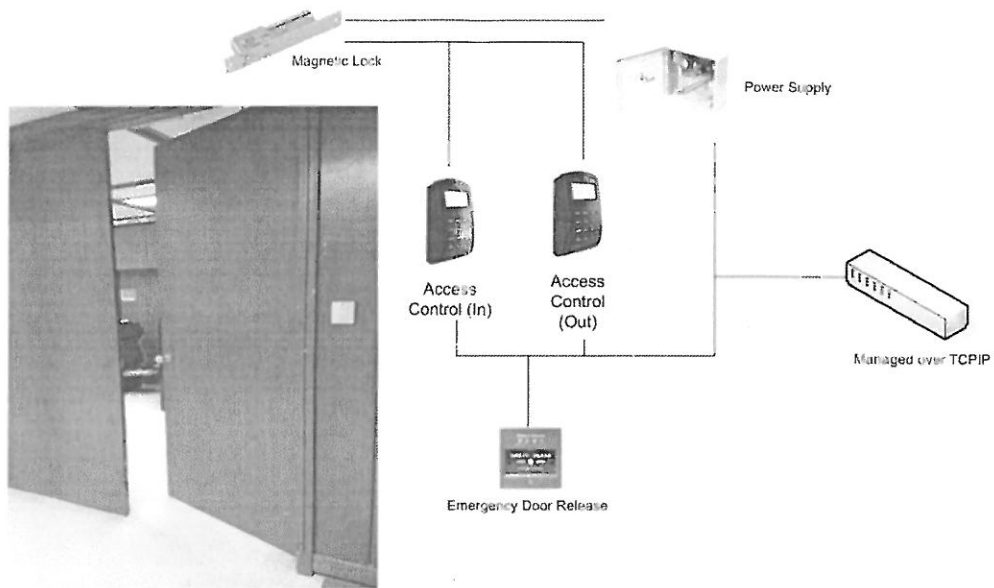 Magnetic Lock
Power Supply
Access
Control (In)
Access
Control
(Out)
Managed over TCPIP
Emergency Door Release